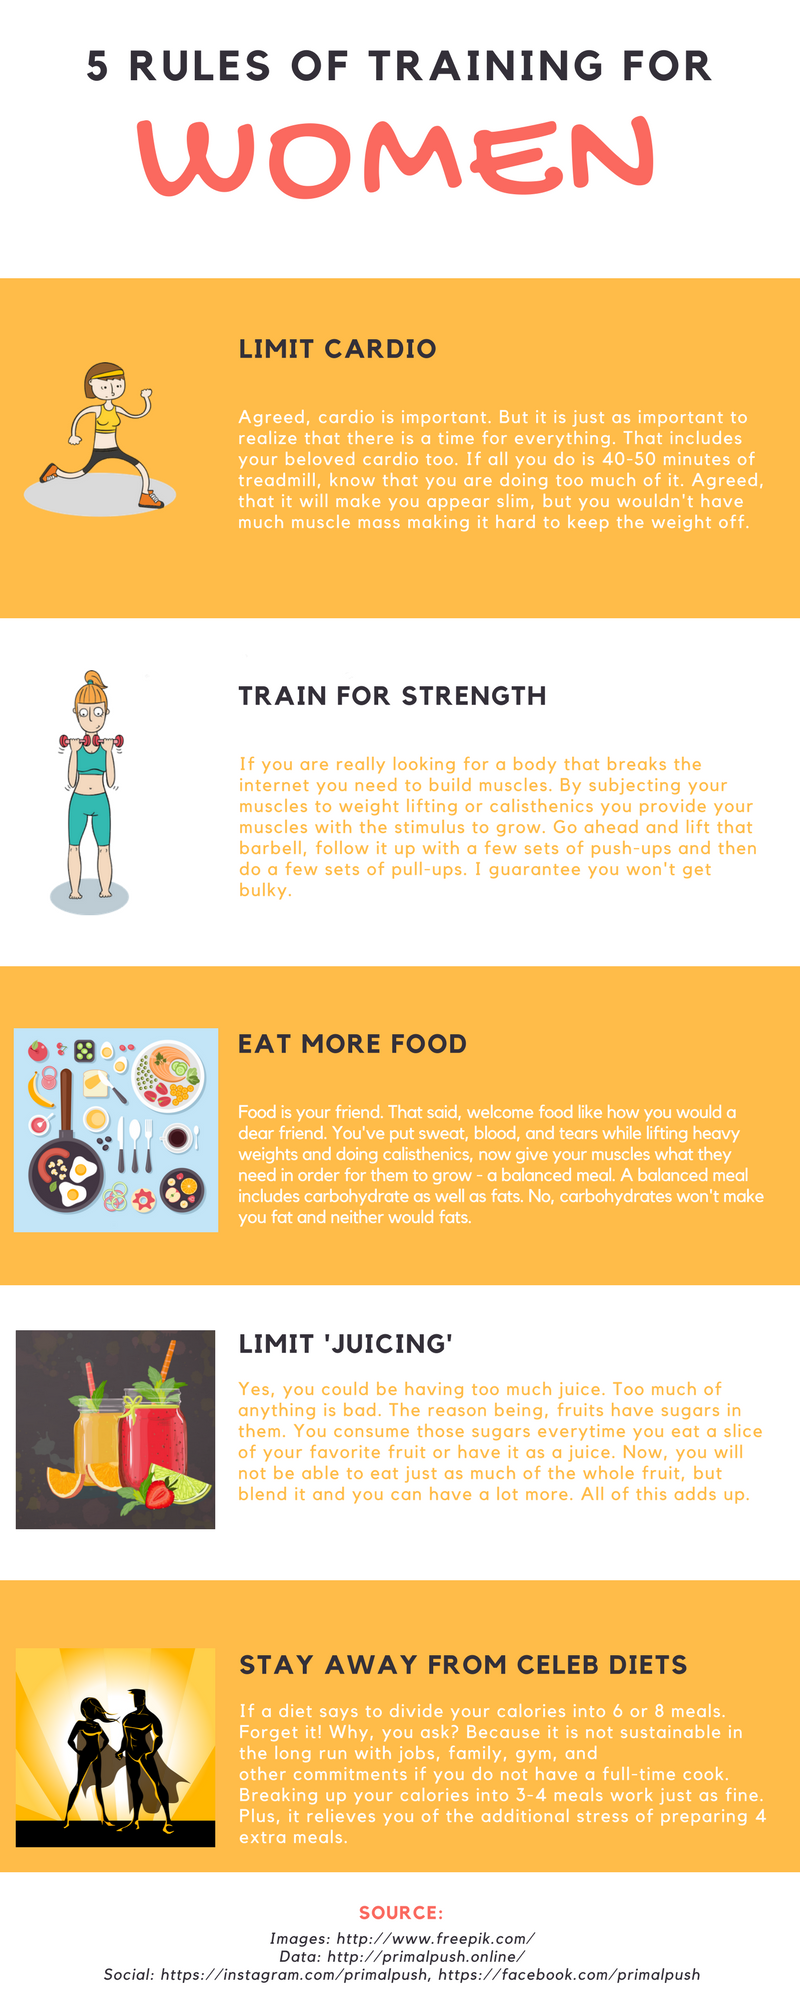 5 RULES OF TRAINING FOR
WOMEN
LIMIT CARDIO
Agreed, cardio is important. But it is just as important to
realize that there is a time for everything. That includes
your beloved cardio too. If all you do is 40-50 minutes of
treadmill, know that you are doing too much of it. Agreed,
that it will make you appear slim, but you wouldn't have
much muscle mass making it hard to keep the weight off.
TRAIN FOR STRENGTH
If you are really looking for a body that breaks the
internet you need to build muscles. By subjecting your
muscles to weight lifting or calisthenics you provide your
muscles with the stimulus to grow. Go ahead and lift that
barbell, follow it up with a few sets of push-ups and then
do a few sets of pull-ups. I guarantee you won't get
bulky.
EAT MORE FOOD
Food is your friend. That said, welcome food like how you would a
dear friend. You've put sweat, blood, and tears while lifting heavy
weights and doing calisthenics, now give your muscles what they
need in order for them to grow - a balanced meal. A balanced meal
includes carbohydrate as well as fats. No, carbohydrates won't make
you fat and neither would fats.
LIMIT 'JUICING'
Yes, you could be having too much juice. Too much of
anything is bad. The reason being, fruits have sugars in
them. You consume those sugars everytime you eat a slice
of your favorite fruit or have it as a juice. Now, you will
not be able to eat just as much of the whole fruit, but
blend it and you can have a lot more. All of this adds up.
STAY AWAY FROM CELEB DIETS
If a diet says to divide your calories into 6 or 8 meals.
Forget it! Why, you ask? Because it is not sustainable in
the long run with jobs, family, gym, and
other commitments if you do not have a full-time cook.
Breaking up your calories into 3-4 meals work just as fine.
Plus, it relieves you of the additional stress of preparing 4
extra meals.
SOURCE:
Images: http://www.freepik.com/
Data: http://primalpush.online/
Social: https://instagram.com/primalpush, https://facebook.com/primalpush